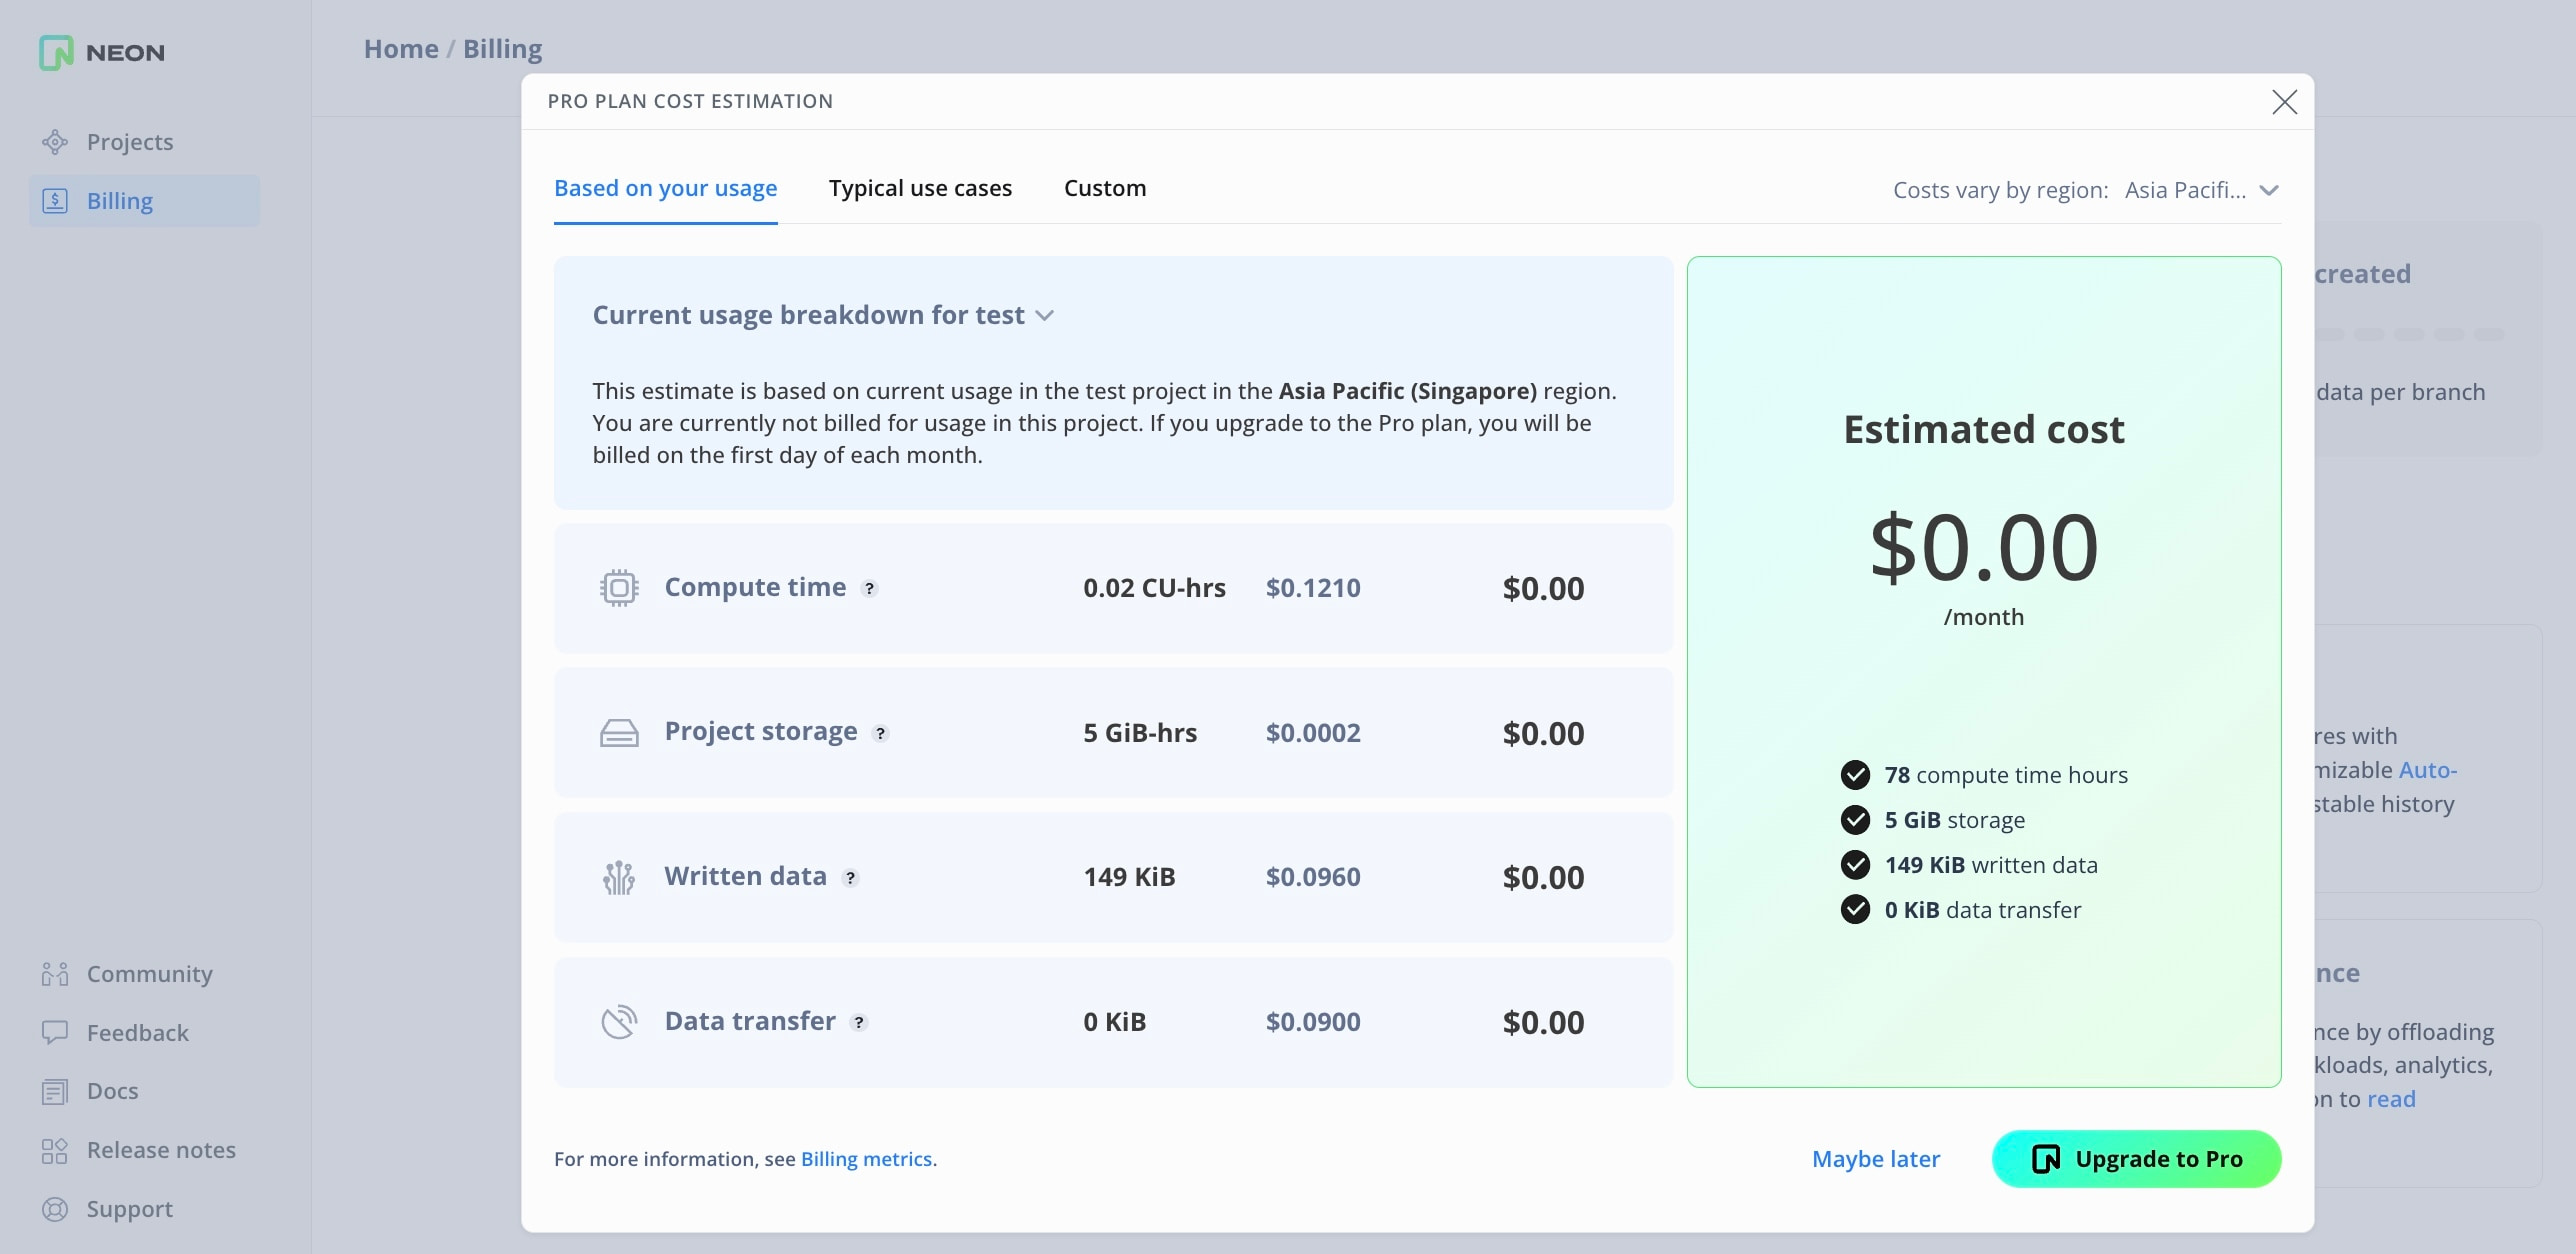 NEON
Projects
Billing
Community
Feedback
Docs
Release notes
Support
Home / Billing
PRO PLAN COST ESTIMATION
Based on your usage
Typical use cases
Custom
Costs vary by region: Asia Pacifi...
Current usage breakdown for test
This estimate is based on current usage in the test project in the Asia Pacific (Singapore) region.
You are currently not billed for usage in this project. If you upgrade to the Pro plan, you will be
billed on the first day of each month.
Compute time ? 0.02 CU-hrs $0.1210 $0.00
Project storage ? 5 GiB-hrs $0.0002 $0.00
Written data ? 149 KiB $0.0960 $0.00
Data transfer ? 0 KiB $0.0900 $0.00
Estimated cost
$0.00
/month
78 compute time hours
5 GiB storage
149 KiB written data
0 KiB data transfer
For more information, see Billing metrics.
Maybe later
Upgrade to Pro
created
data per branch
with
Auto-
history
by offloading
analytics,
to read